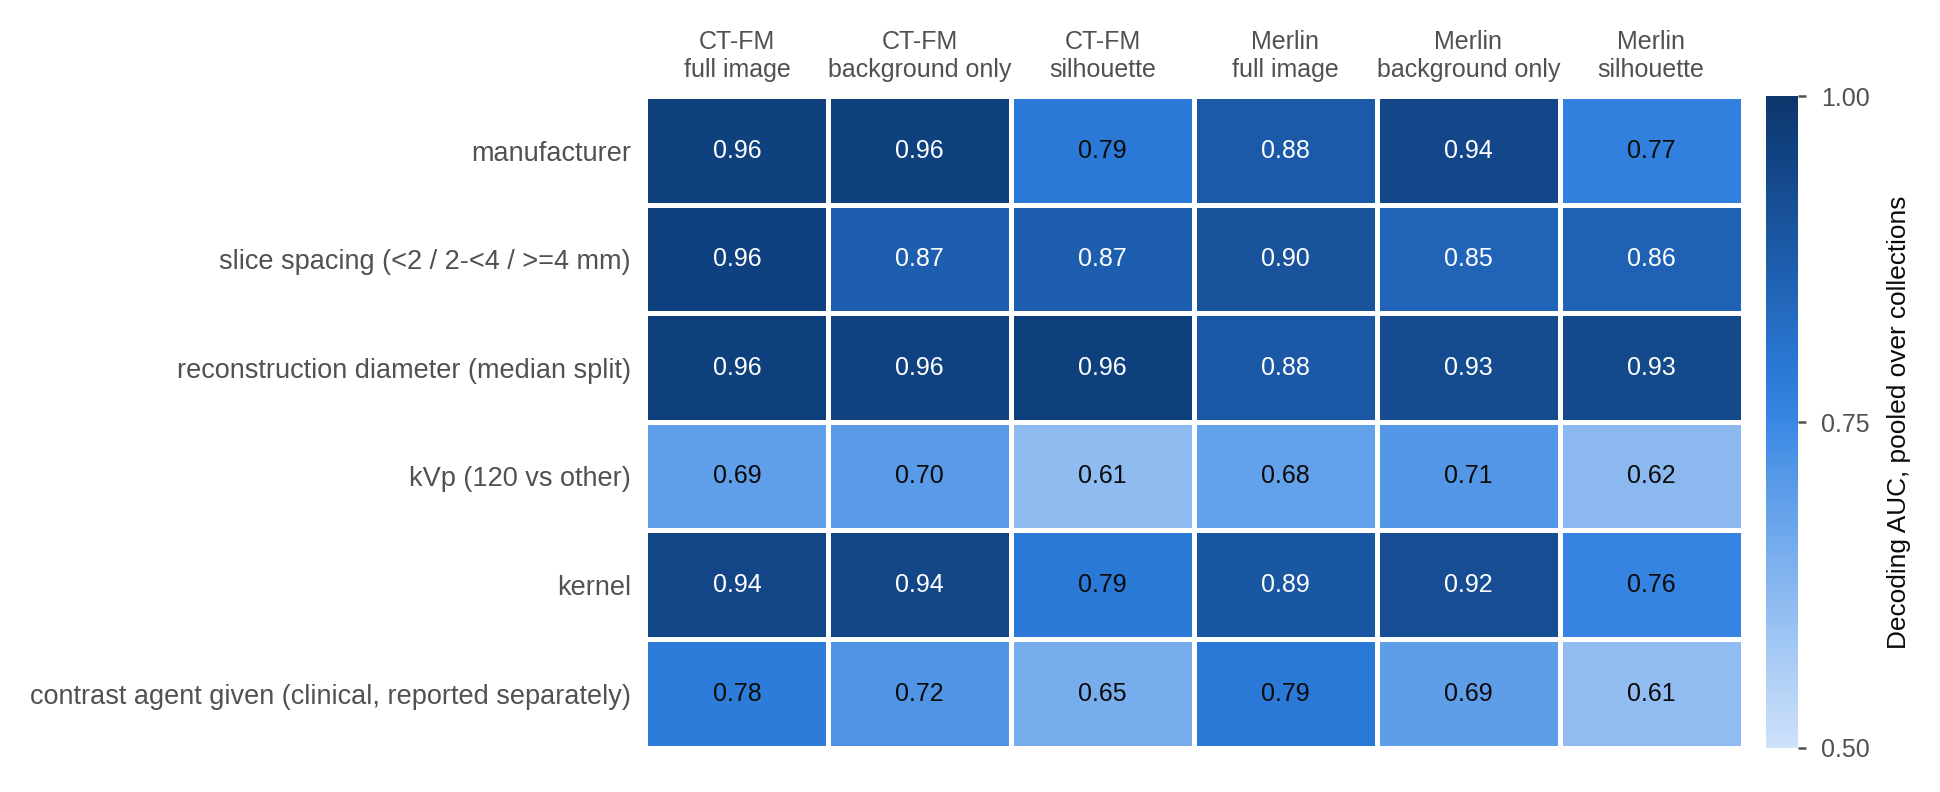 CT-FM
full image
CT-FM
background only
CT-FM
silhouette
Merlin
full image
Merlin
background only
Merlin
silhouette
manufacturer 0.96 0.96 0.79 0.88 0.94 0.77
slice spacing (<2 / 2-<4 / >=4 mm) 0.96 0.87 0.87 0.90 0.85 0.86
reconstruction diameter (median split) 0.96 0.96 0.96 0.88 0.93 0.93
kVp (120 vs other) 0.69 0.70 0.61 0.68 0.71 0.62
kernel 0.94 0.94 0.79 0.89 0.92 0.76
contrast agent given (clinical, reported separately) 0.78 0.72 0.65 0.79 0.69 0.61
1.00
0.75
0.50
Decoding AUC, pooled over collections